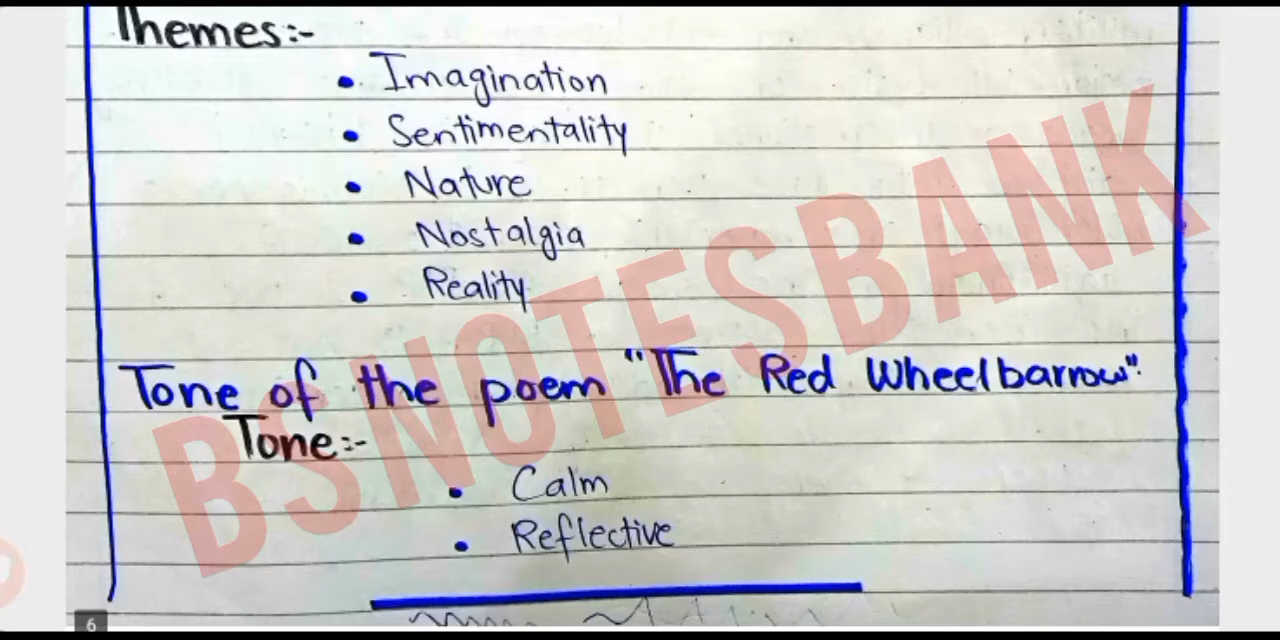 Themes:-
• Imagination
• Sentimentality
• Nature
• Nostalgia
• Reality
Tone of the poem "The Red Wheelbarrow".
Tone:-
• Calm
• Reflective
BSNOTESBANK
6